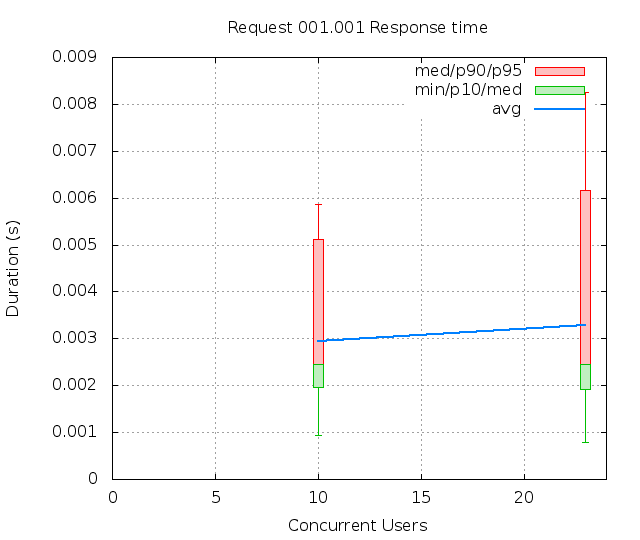 Request 001.001 Response time
med/p90/p95
min/p10/med
avg
0.009
0.008
0.007
0.006
0.005
0.004
0.003
0.002
0.001
0
Duration (s)
0 5 10 15 20
Concurrent Users